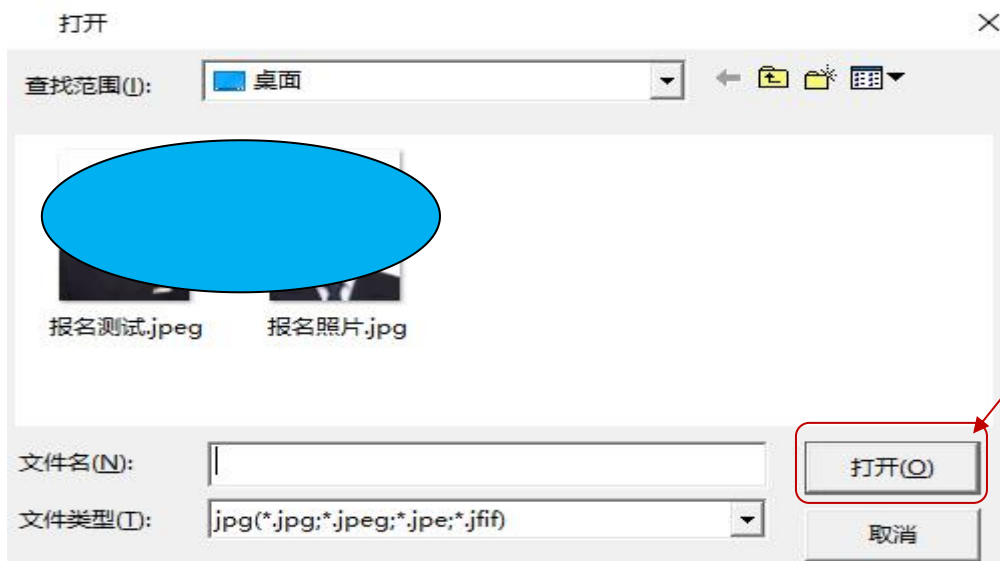 打开
查找范围(I):
桌面
报名测试.jpeg
报名照片.jpg
文件名(N):
打开(O)
文件类型(T):
jpg(*.jpg;*.jpeg;*.jpe;*.jfif)
取消